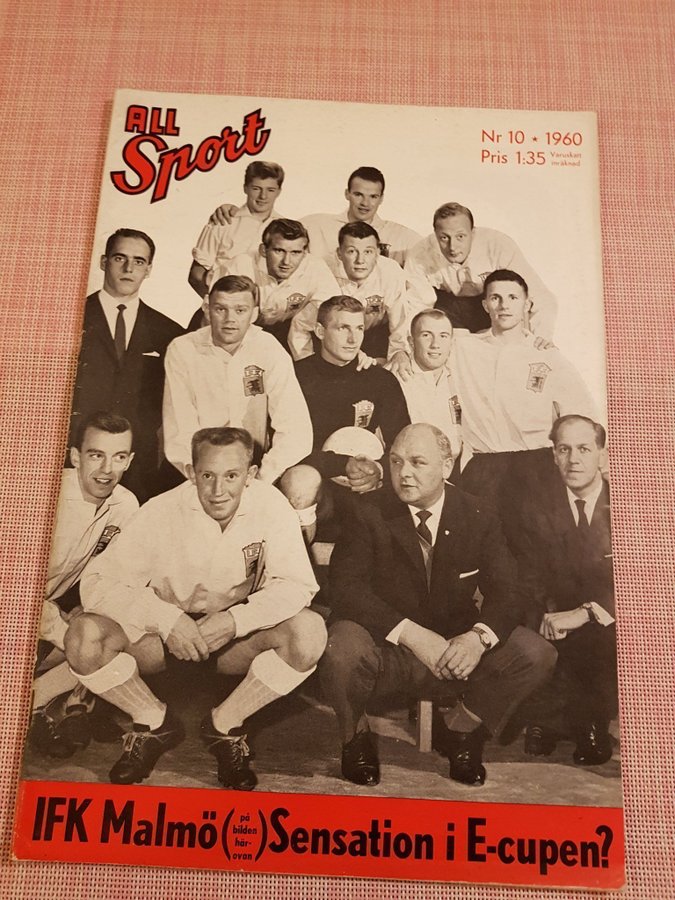 ALL
Sport
Nr 10 ★ 1960
Pris 1:35 Varuskatt inräknad
IFK Malmö (på bilden här-ovan) Sensation i E-cupen?